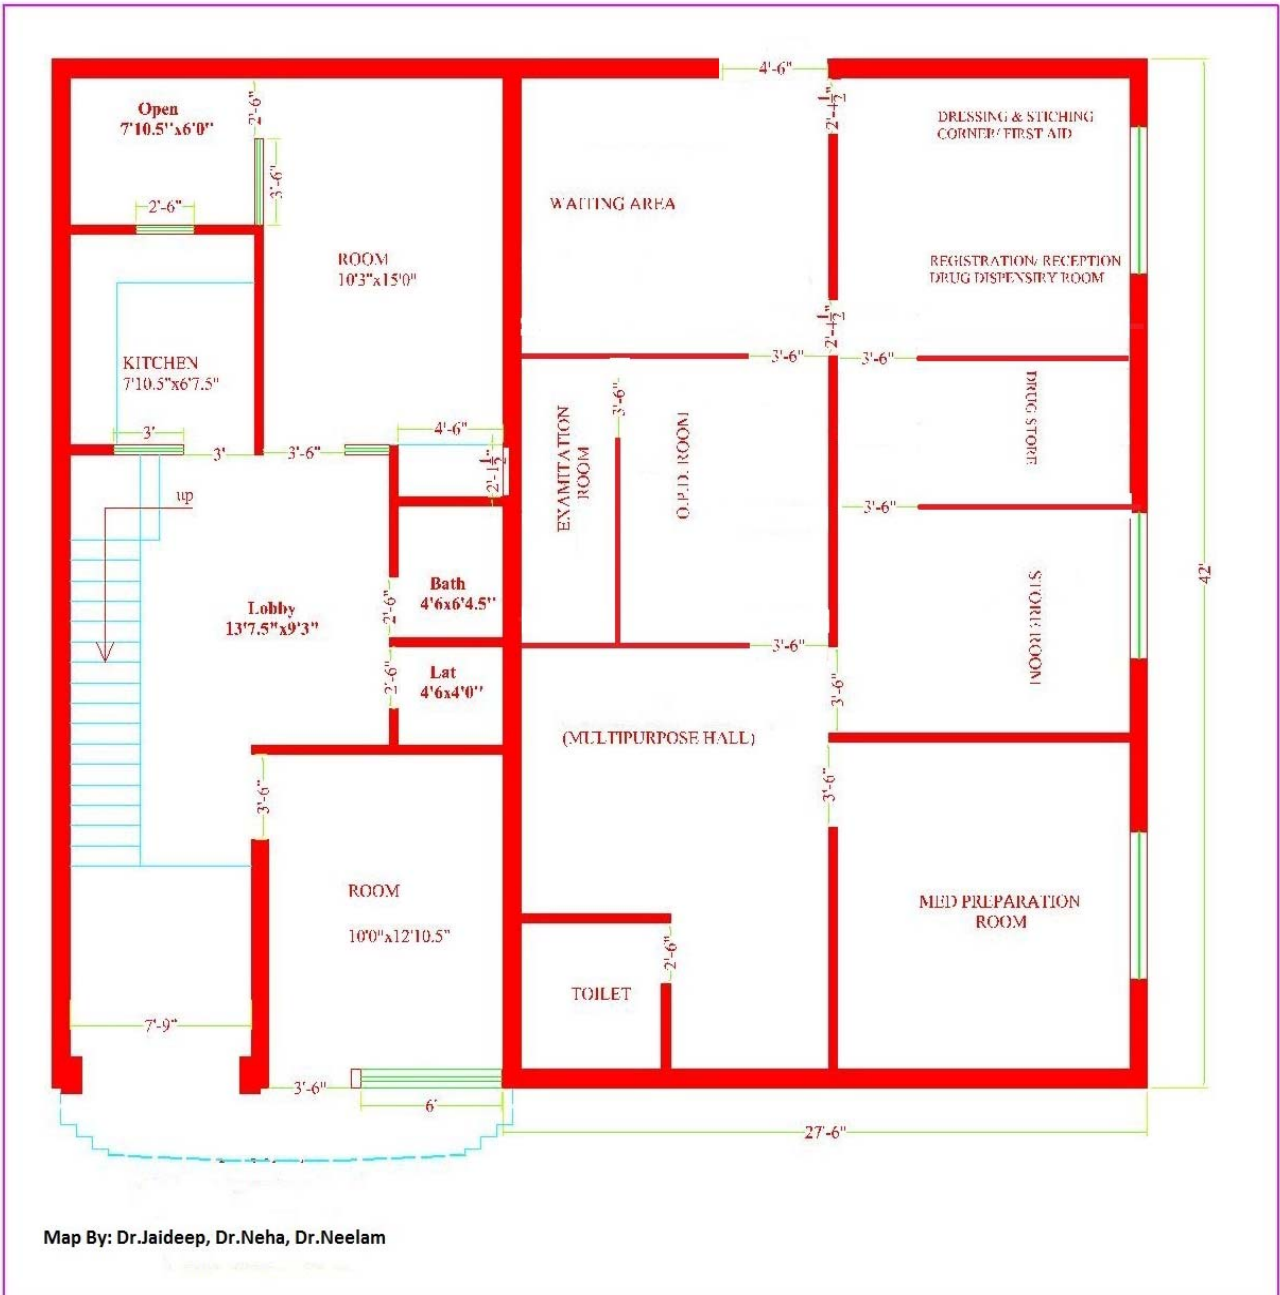 4'-6"
Open
7'10.5''x6'0''
2'-6"
2'-4½"
DRESSING & STICHING
CORNER/ FIRST AID
3'-6"
2'-6"
WAITING AREA
ROOM
10'3"x15'0"
REGISTRATION/ RECEPTION
DRUG DISPENSIRY ROOM
2'-4½"
KITCHEN
7'10.5"x6'7.5"
3'-6"
3'-6"
3'-6"
DRUG STORE
EXAMITATION
ROOM
O.P.D. ROOM
3'
4'-6"
3'
3'-6"
2'-1½"
up
3'-6"
Bath
4'6x6'4.5''
2'-6"
Lobby
13'7.5"x9'3"
STORE ROOM
42'
3'-6"
Lat
4'6x4'0''
2'-6"
3'-6"
(MULTIPURPOSE HALL)
3'-6"
3'-6"
ROOM
10'0"x12'10.5"
MED PREPARATION
ROOM
2'-6"
TOILET
7'-9"
3'-6"
6'
27'-6"
Map By: Dr.Jaideep, Dr.Neha, Dr.Neelam